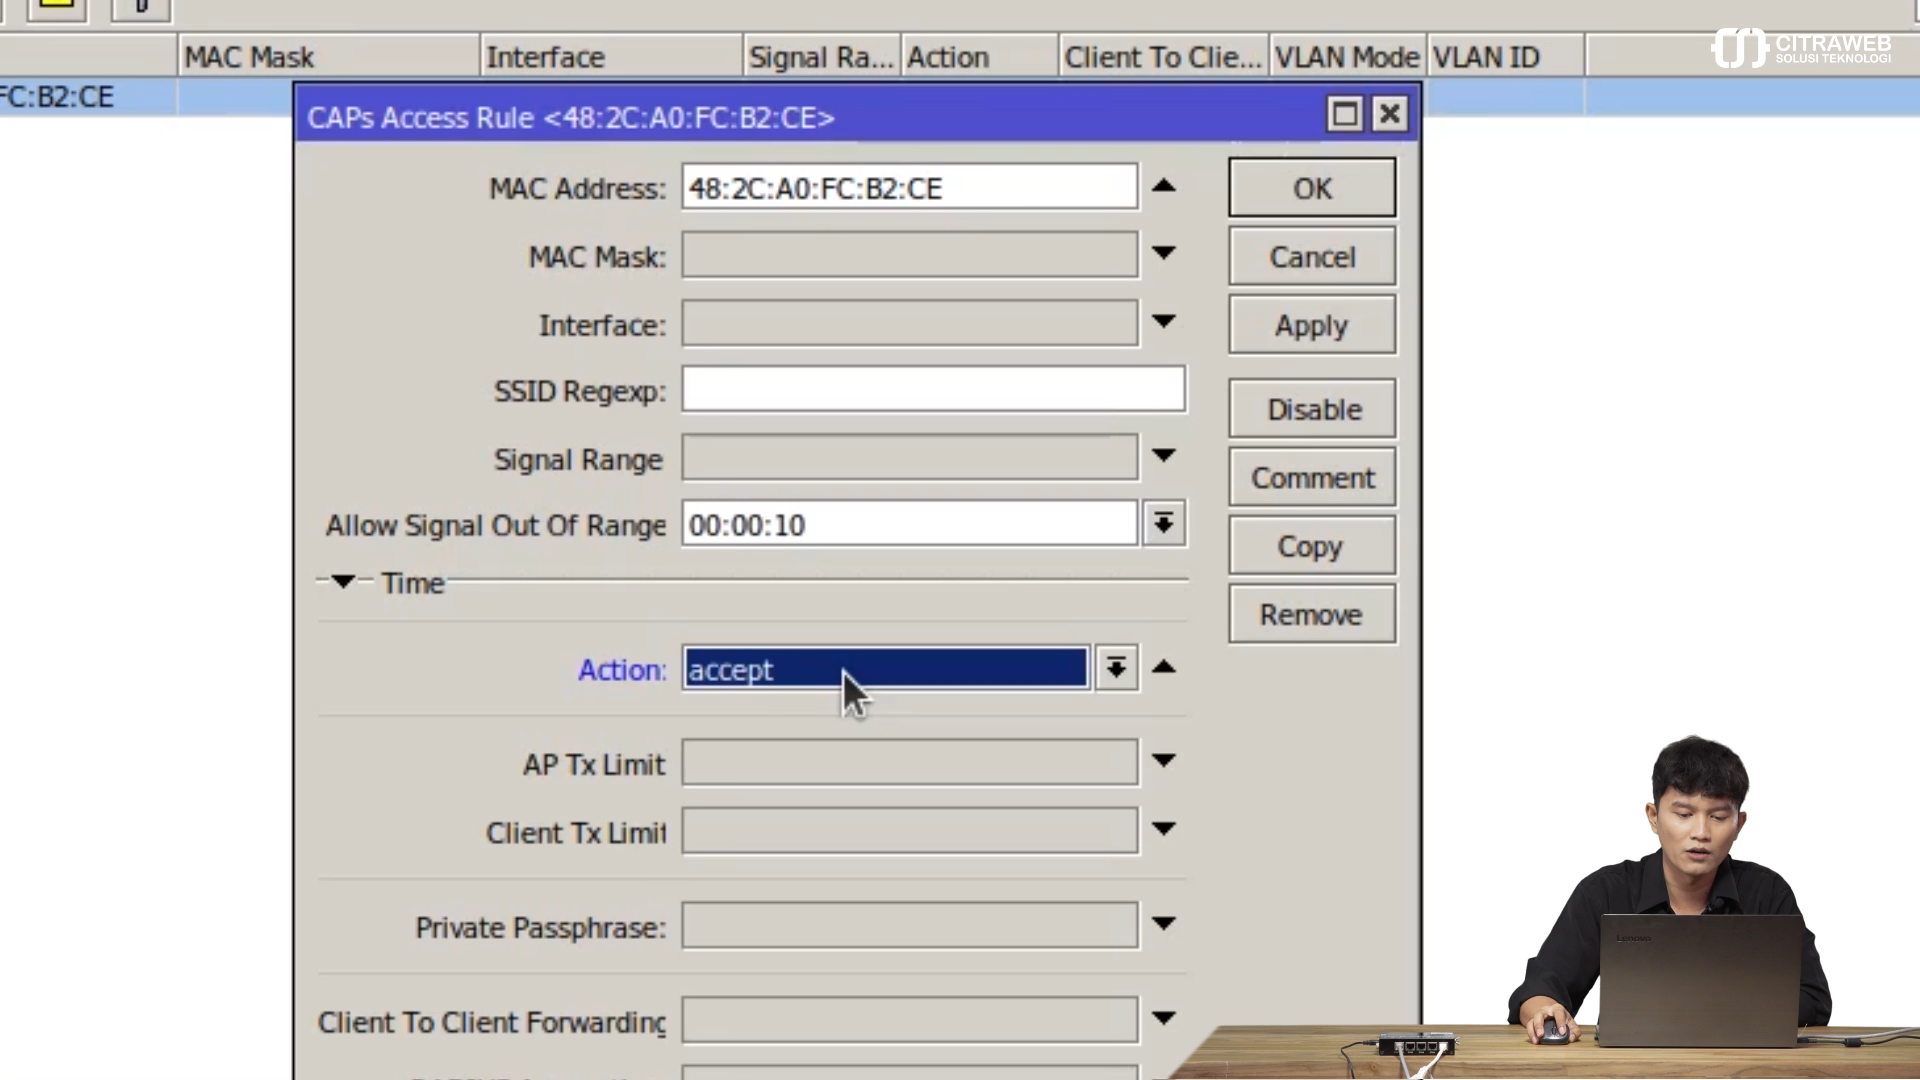 MAC Mask
Interface
Signal Ra...
Action
Client To Clie...
VLAN Mode
VLAN ID
CITRAWEB
SOLUSI TEKNOLOGI
FC:B2:CE
CAPs Access Rule <48:2C:A0:FC:B2:CE>
MAC Address: 48:2C:A0:FC:B2:CE
OK
MAC Mask:
Cancel
Interface:
Apply
SSID Regexp:
Disable
Signal Range
Comment
Allow Signal Out Of Range 00:00:10
Copy
Time
Remove
Action: accept
AP Tx Limit
Client Tx Limit
Private Passphrase:
Client To Client Forwarding
Lenovo